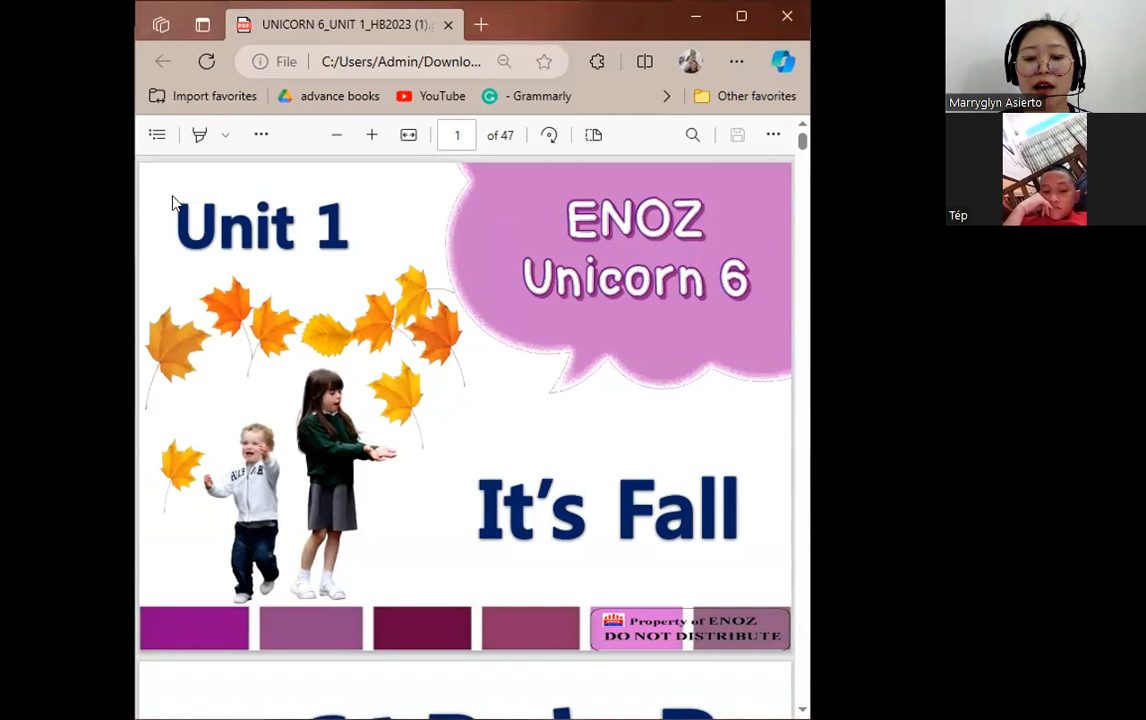 UNICORN 6_UNIT 1_HB2023 (1).
File
C:/Users/Admin/Downlo...
Import favorites
advance books
YouTube
- Grammarly
Other favorites
1
of 47
Unit 1
ENOZ
Unicorn 6
It's Fall
Property of ENOZ
DO NOT DISTRIBUTE
Marryglyn Asierto
Tép